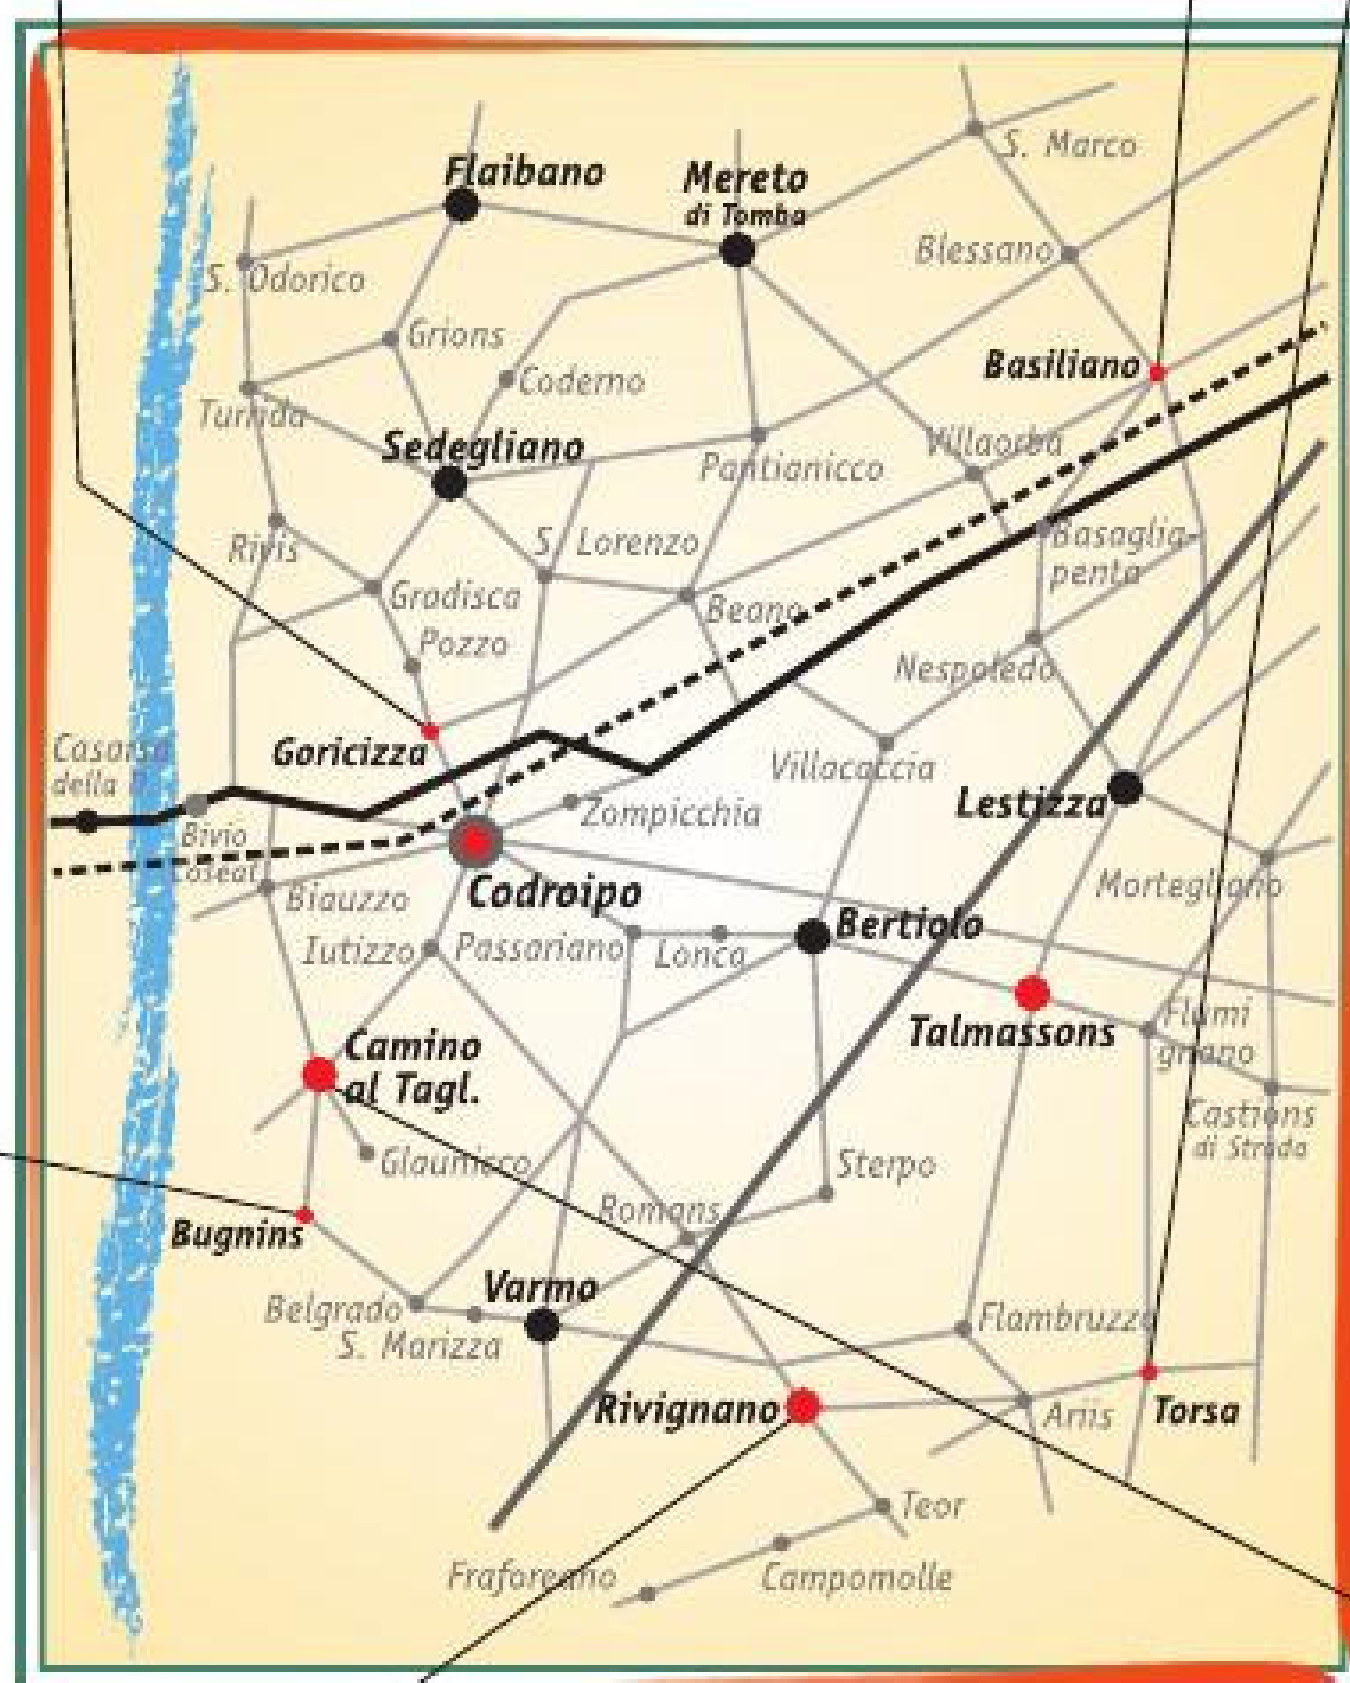 S. Marco
Flaibano
Mereto
di Tomba
Blessano
S. Odorico
Grions
Basiliano
Coderno
Turrida
Sedegliano
Villaorba
Pantianicco
Rivis
S. Lorenzo
Basaglia-
penta
Gradisca
Beano
Pozzo
Nespoledo
Goricizza
Casarsa
della D.
Villacaccia
Lestizza
Zompicchia
Bivio
Coseat
Codroipo
Biauzzo
Mortegliano
Bertiolo
Iutizzo
Passariano
Lonca
Talmassons
Flumi
gnano
Camino
al Tagl.
Castions
di Strada
Glaunicco
Sterpo
Romans
Bugnins
Varmo
Belgrado
S. Marizza
Flambruzzo
Rivignano
Ariis
Torsa
Teor
Fraforeano
Campomolle